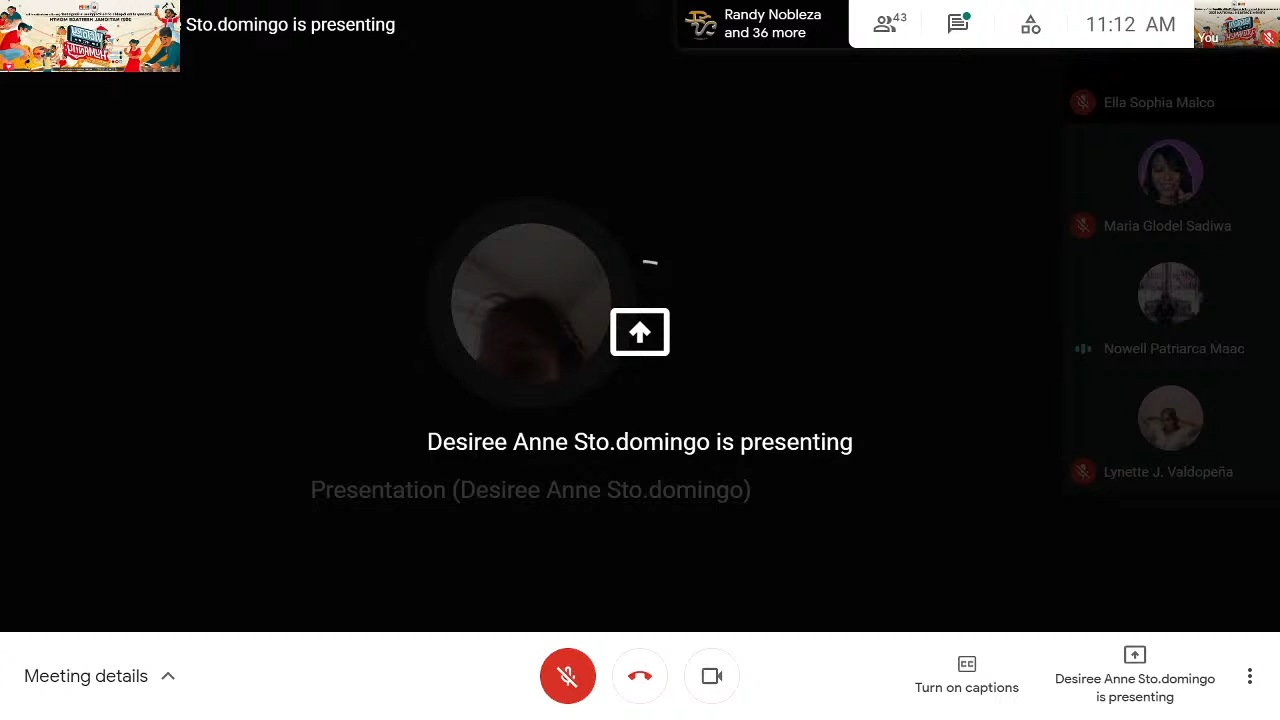 Sto.domingo is presenting
Randy Nobleza
and 36 more
43
11:12 AM
You
Ella Sophia Malco
Maria Glodel Sadiwa
Nowell Patriarca Maac
Lynette J. Valdopeña
Desiree Anne Sto.domingo is presenting
Presentation (Desiree Anne Sto.domingo)
Meeting details
CC
Turn on captions
Desiree Anne Sto.domingo
is presenting